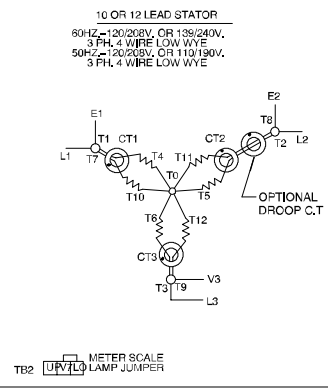 10 OR 12 LEAD STATOR
60HZ.-120/208V. OR 139/240V.
3 PH. 4 WIRE LOW WYE
50HZ.-120/208V. OR 110/190V.
3 PH. 4 WIRE LOW WYE
E1
E2
T1
CT1
T4
L1
T7
T10
T0
T11
CT2
T8
T2
L2
T5
OPTIONAL
DROOP C.T
T6
T12
CT3
V3
T3
T9
L3
METER SCALE
TB2
LAMP JUMPER